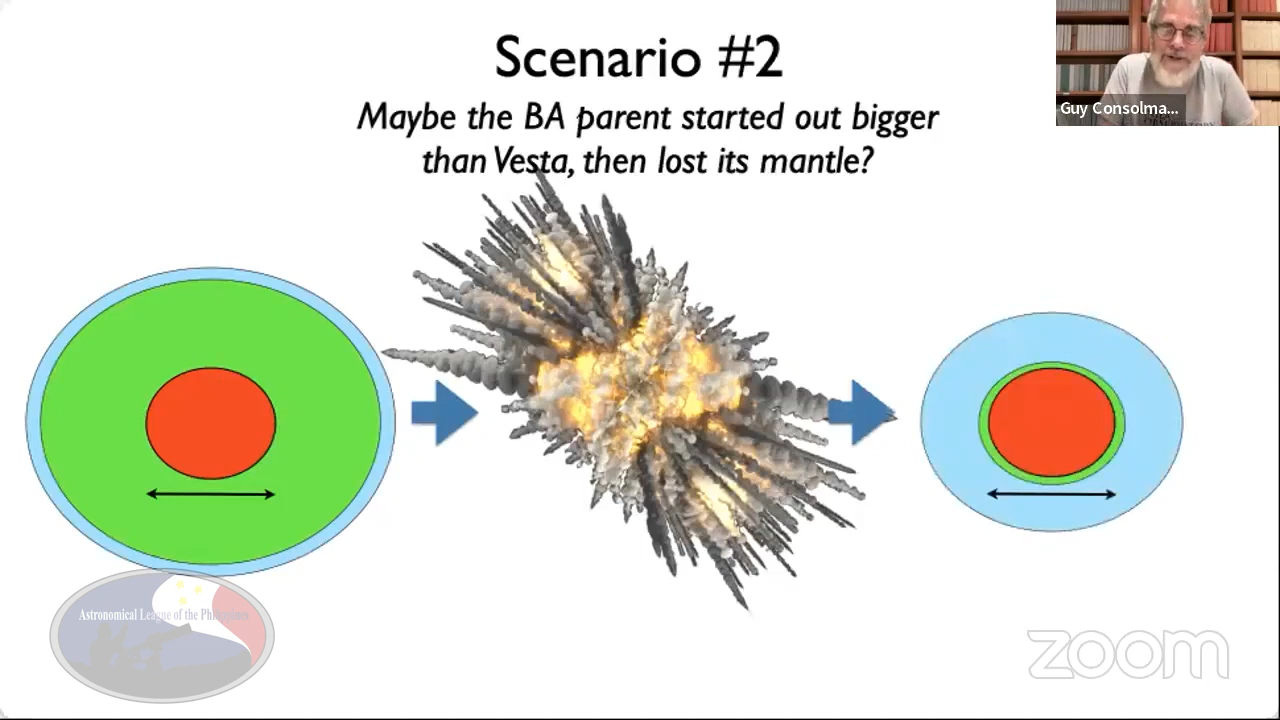 Scenario #2
Maybe the BA parent started out bigger
than Vesta, then lost its mantle?
Guy Consolma...
Astronomical League of the Philippines
zoom